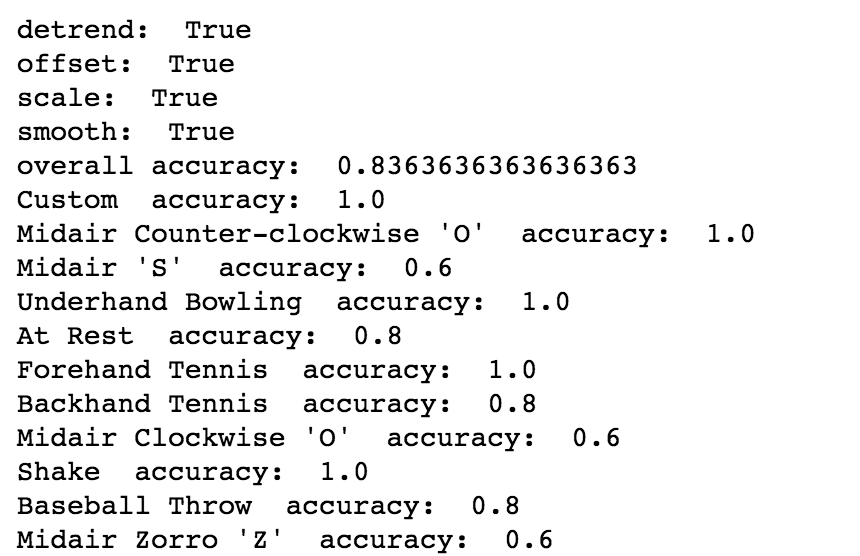 detrend:  True
offset:  True
scale:  True
smooth:  True
overall accuracy:  0.8363636363636363
Custom  accuracy:  1.0
Midair Counter-clockwise 'O'  accuracy:  1.0
Midair 'S'  accuracy:  0.6
Underhand Bowling  accuracy:  1.0
At Rest  accuracy:  0.8
Forehand Tennis  accuracy:  1.0
Backhand Tennis  accuracy:  0.8
Midair Clockwise 'O'  accuracy:  0.6
Shake  accuracy:  1.0
Baseball Throw  accuracy:  0.8
Midair Zorro 'Z'  accuracy:  0.6